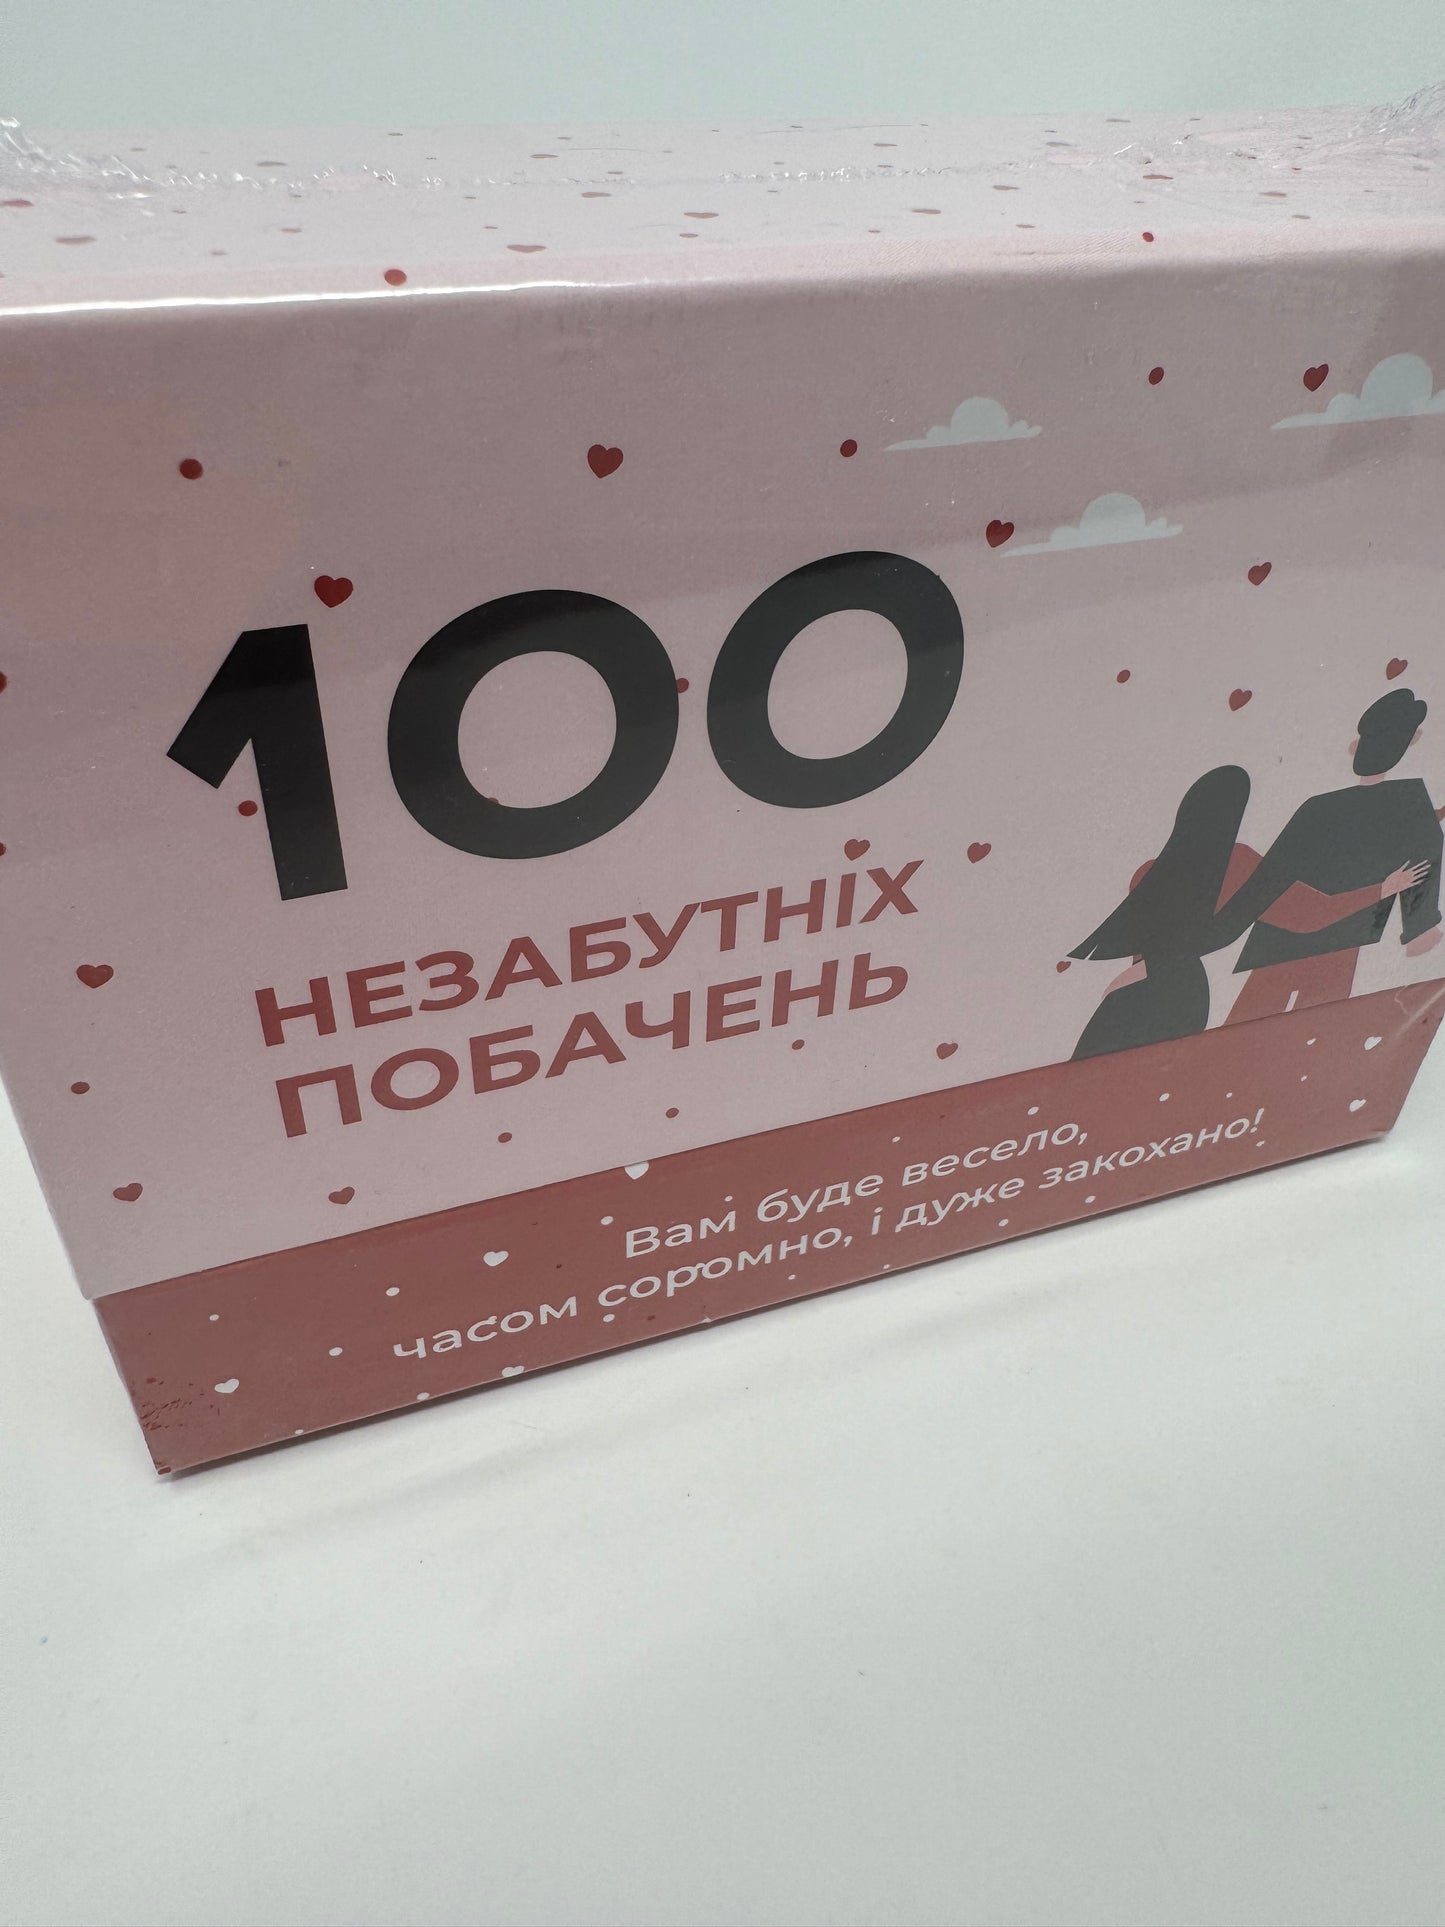 100
НЕЗАБУТНІХ
ПОБАЧЕНЬ
Вам буде весело,
часом соромно, і дуже закохано!